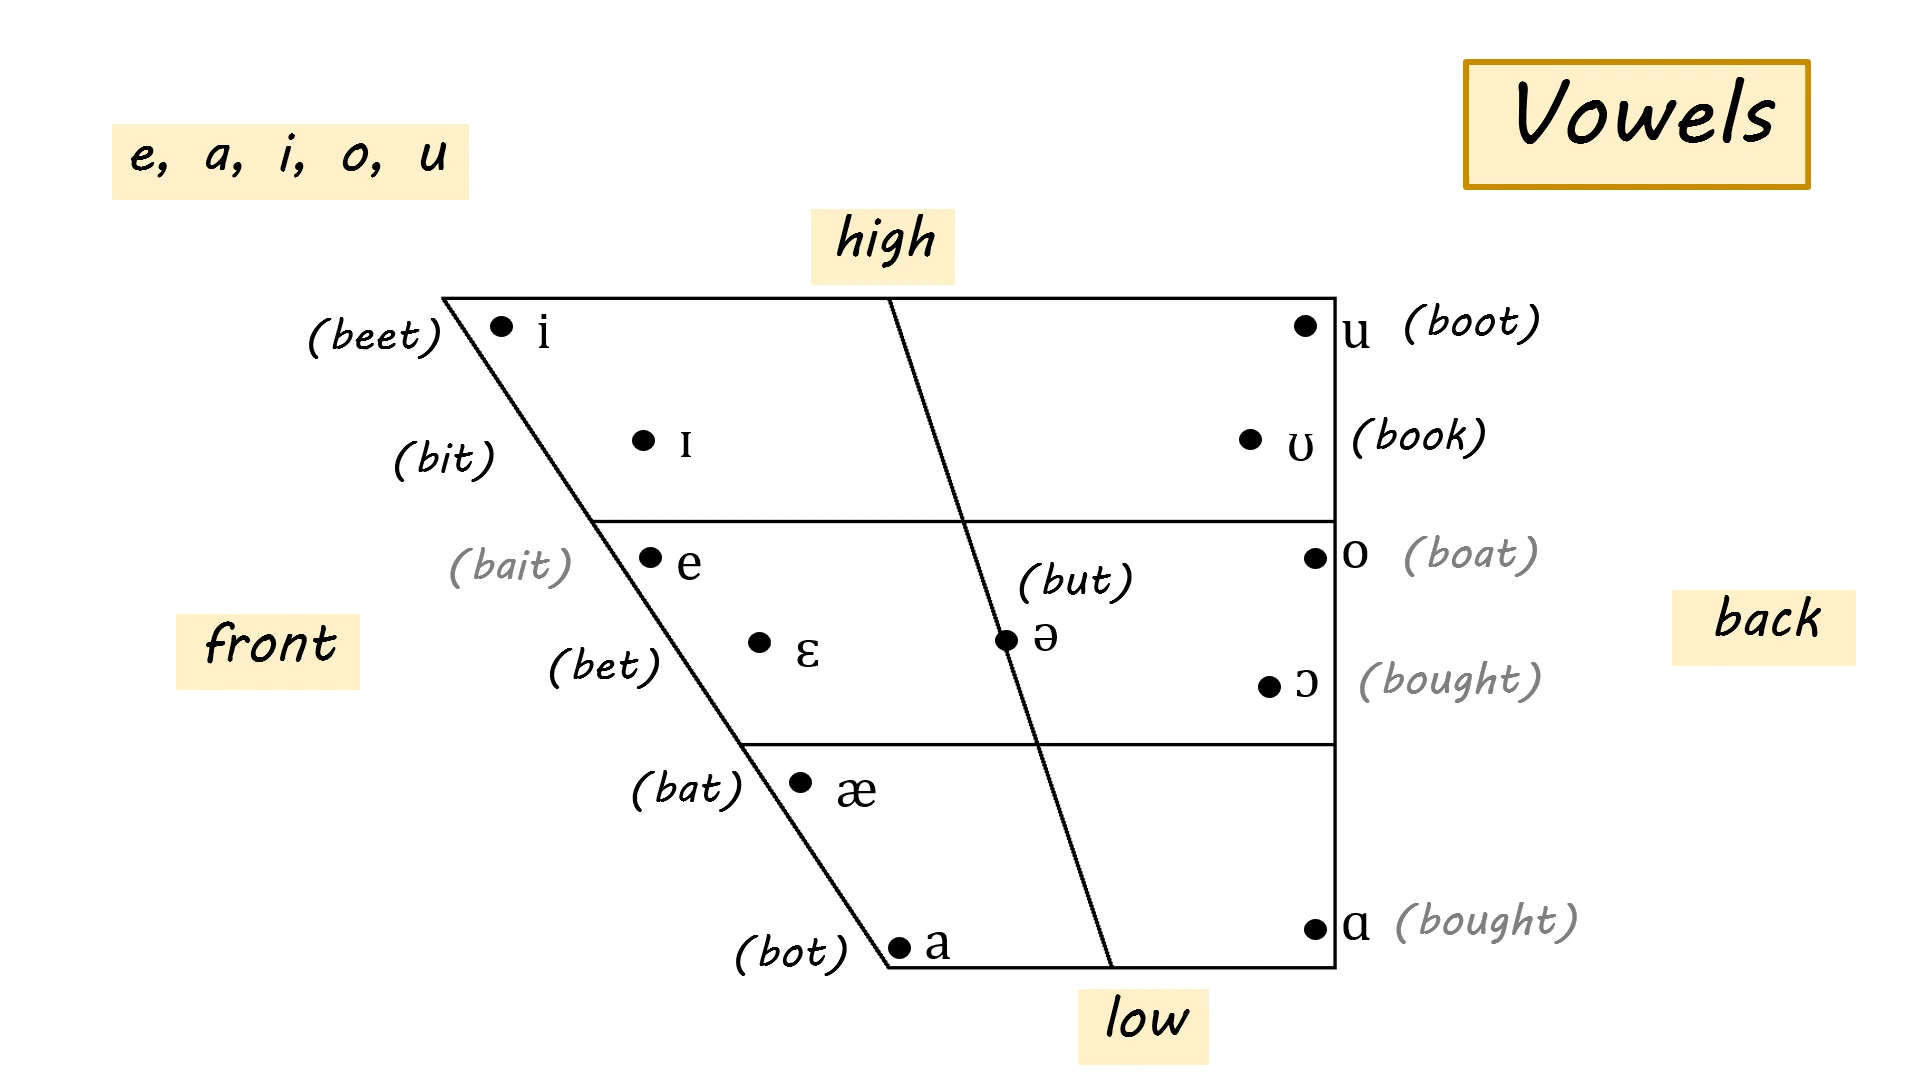 Vowels
e, a, i, o, u
high
(beet) i u (boot)
(bit) ɪ ʊ (book)
(bait) e (but) o (boat)
front (bet) ɛ ə ɔ (bought) back
(bat) æ
(bot) a ɑ (bought)
low